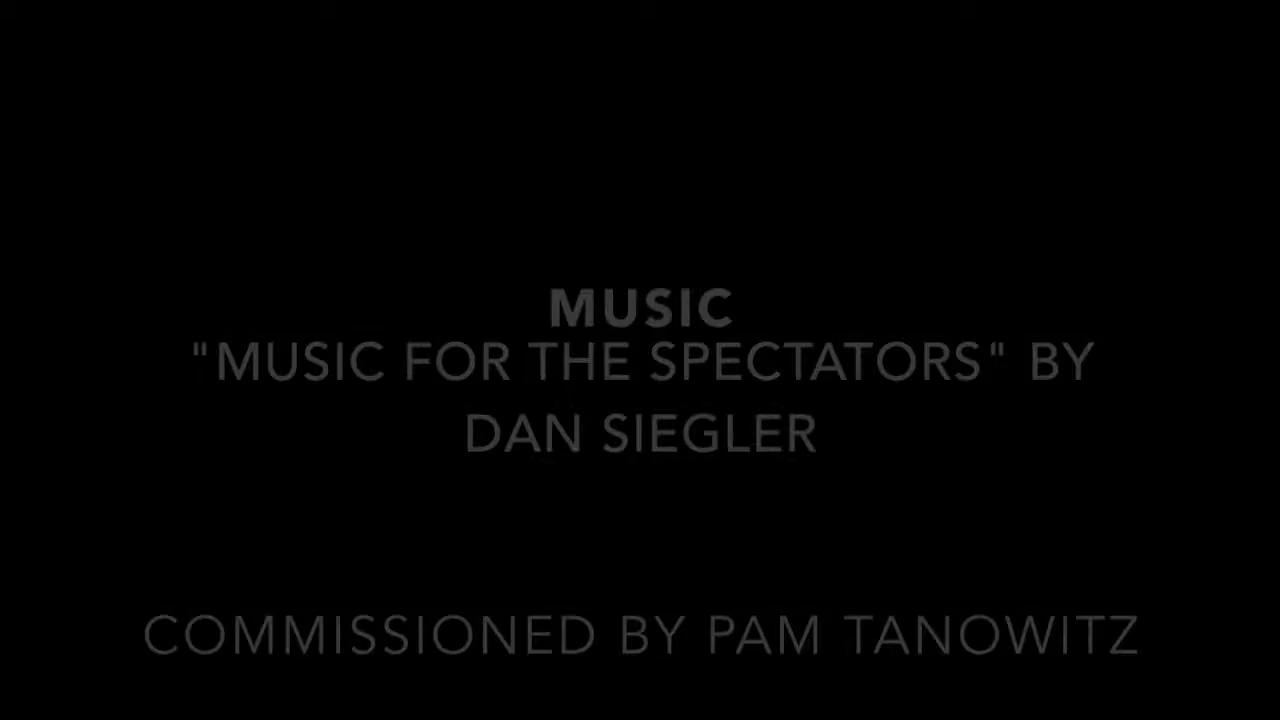 MUSIC
"MUSIC FOR THE SPECTATORS" BY
DAN SIEGLER
COMMISSIONED BY PAM TANOWITZ